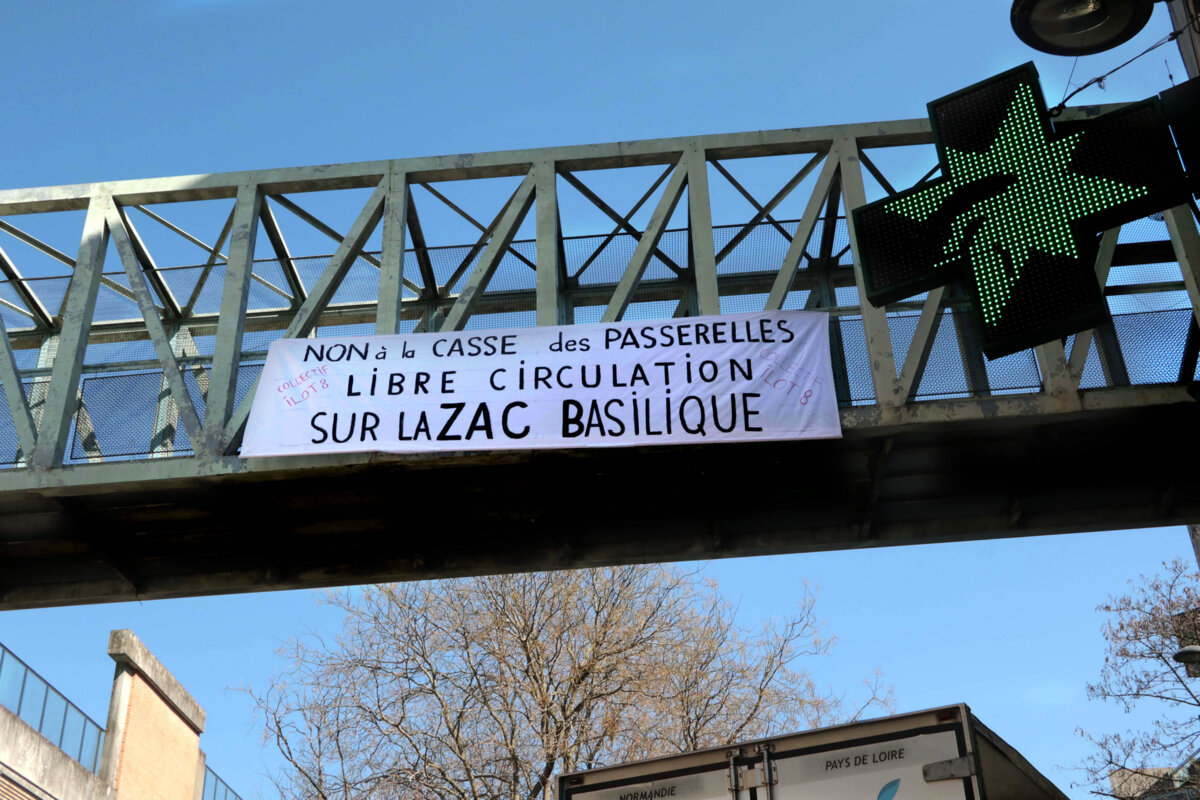 NON à la CASSE des PASSERELLES
LIBRE CIRCULATION
SUR LA ZAC BASILIQUE
COLLECTIF
ILOT 8
COLLECTIF
ILOT 8
NORMANDIE
PAYS DE LOIRE